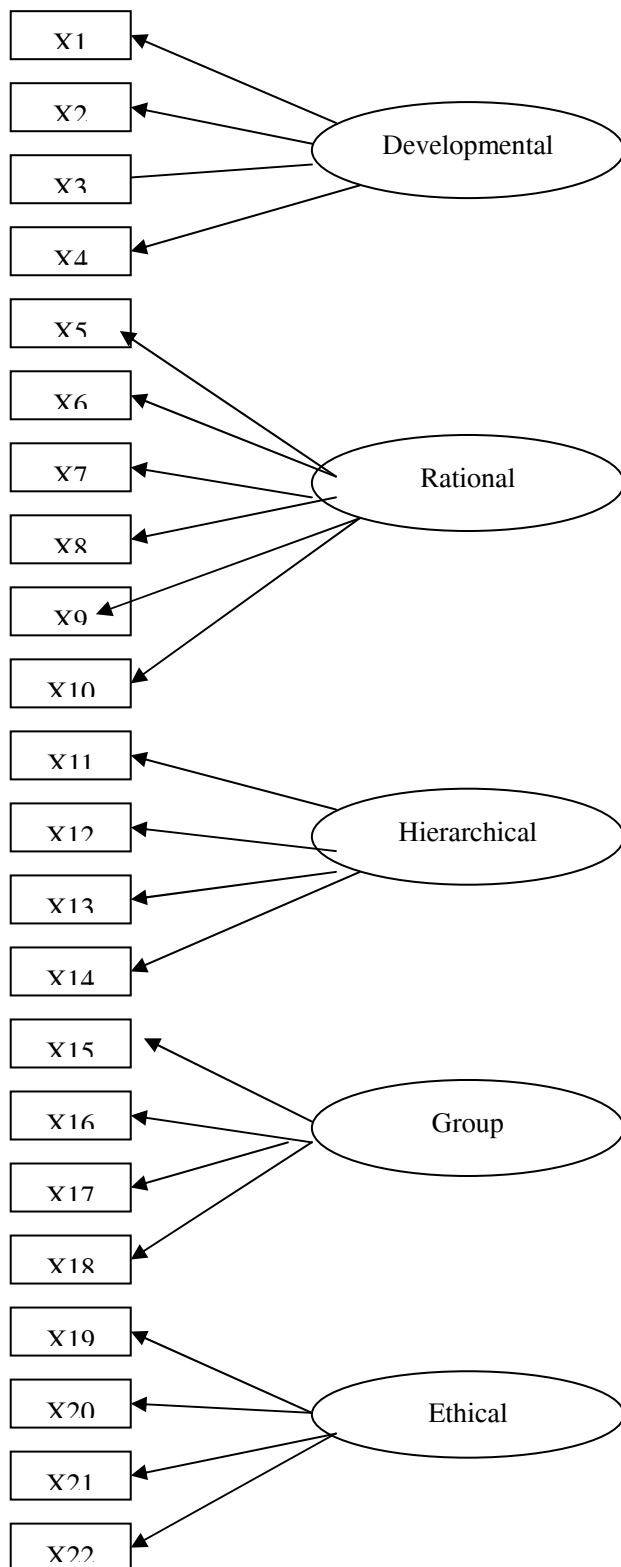 X1
X2
Developmental
X3
X4
X5
X6
X7
Rational
X8
X9
X10
X11
X12
Hierarchical
X13
X14
X15
X16
Group
X17
X18
X19
X20
Ethical
X21
X22